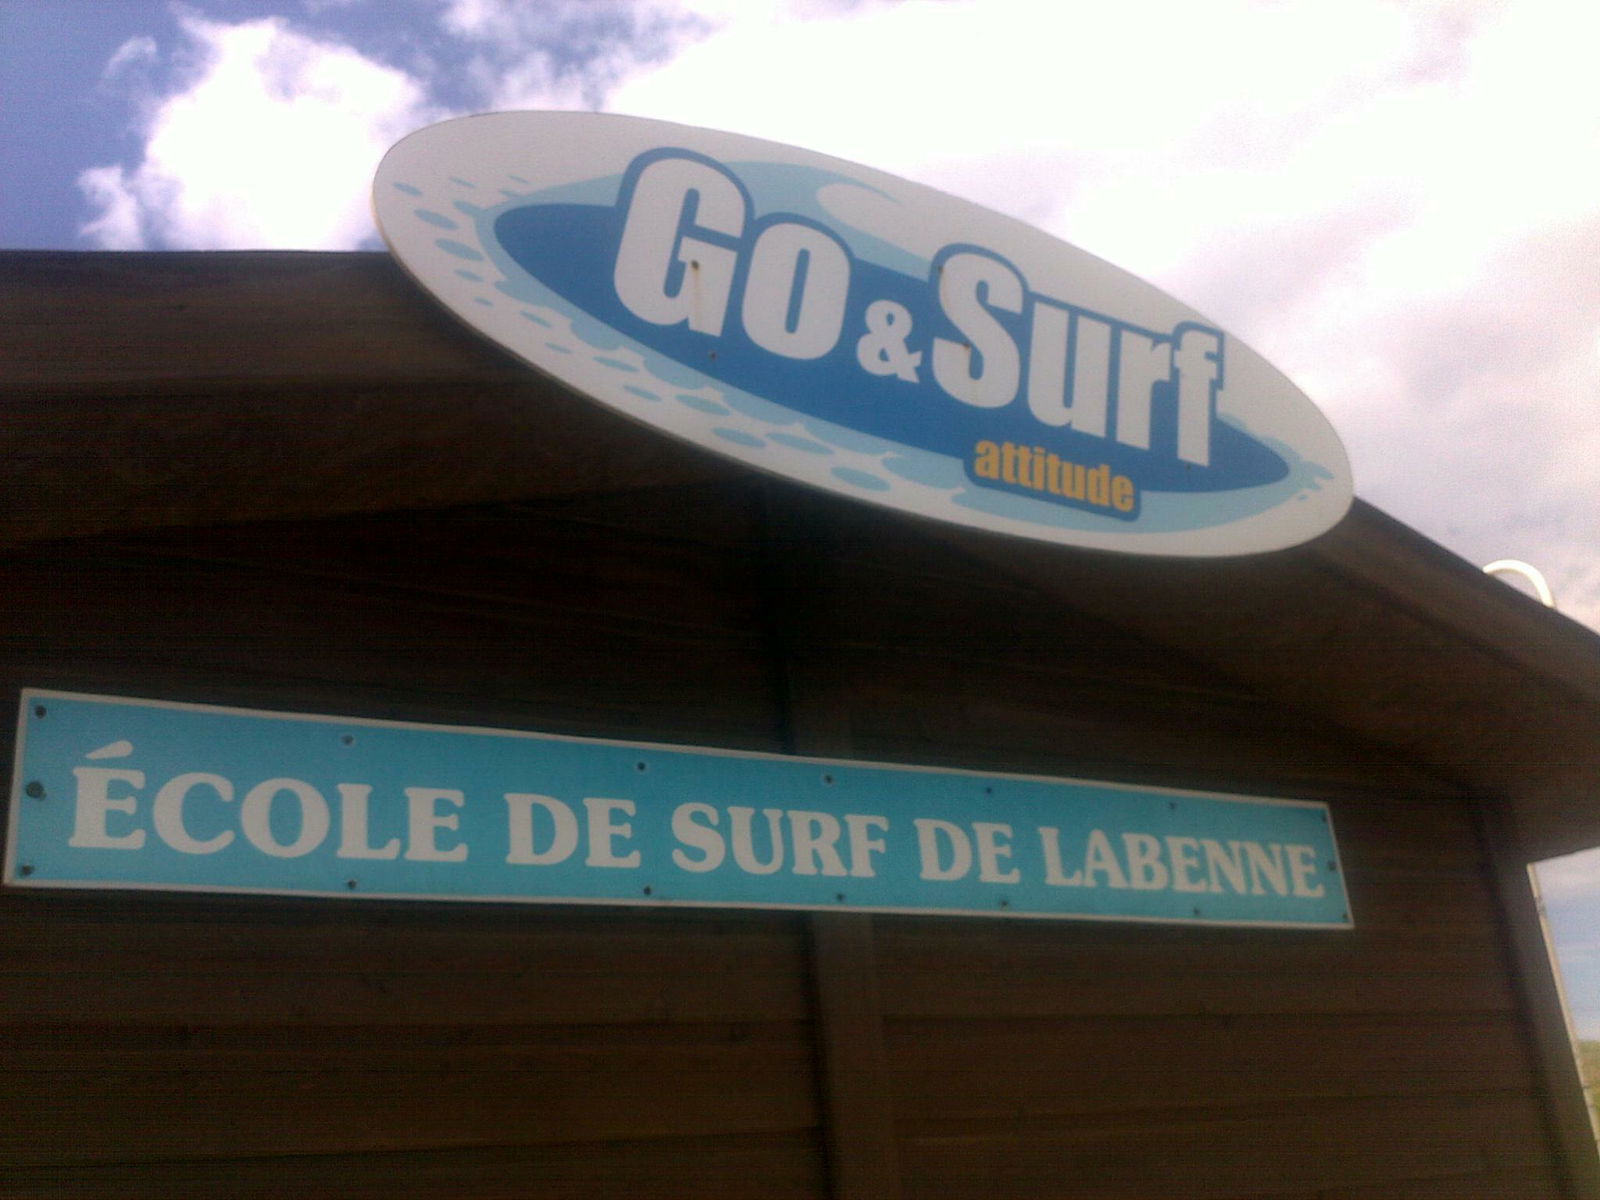 Go & Surf
attitude
ÉCOLE DE SURF DE LABENNE